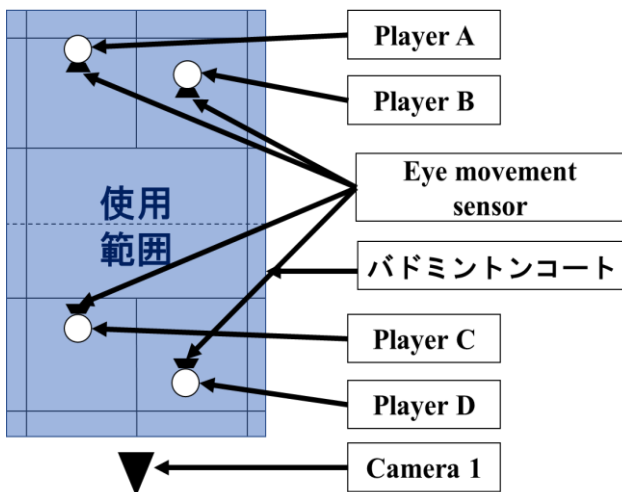 Player A
Player B
使用
範囲
Eye movement
sensor
バドミントンコート
Player C
Player D
Camera 1